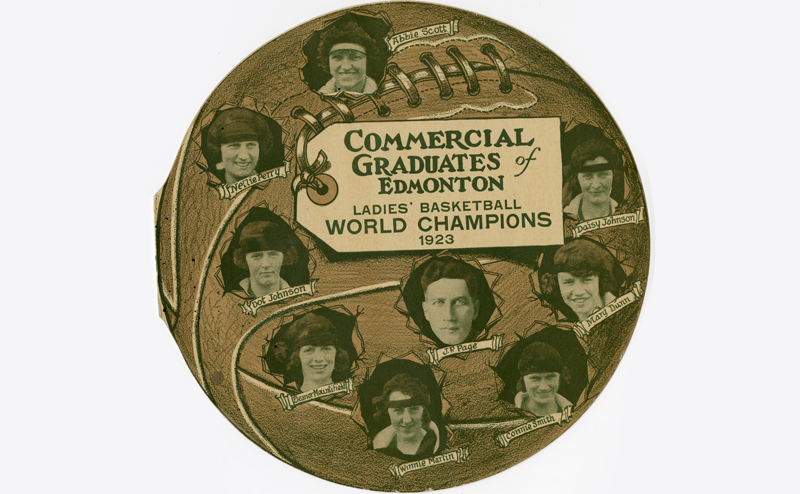 Abbie Scott
COMMERCIAL
GRADUATES of
EDMONTON
LADIES' BASKETBALL
WORLD CHAMPIONS
1923
Nellie Perry
Daisy Johnson
Dot Johnson
Mary Dunn
J.P. Page
Eleanor Mountifield
Connie Smith
Winnie Martin